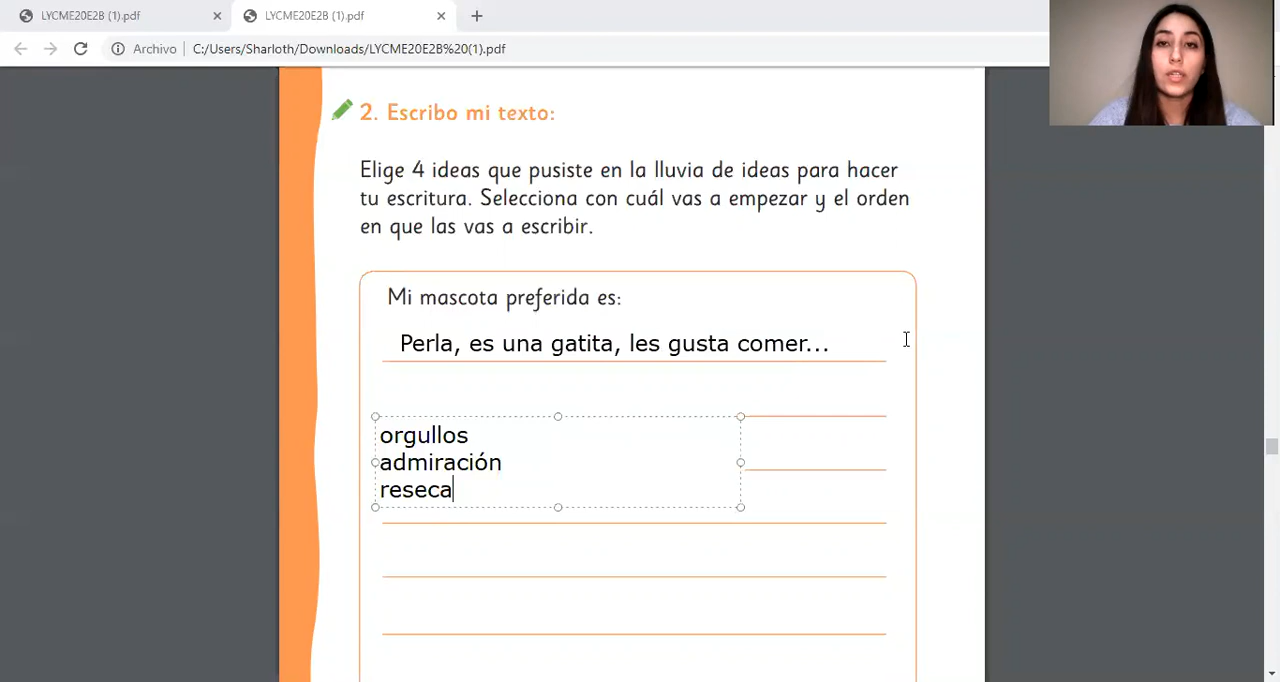 LYCME20E2B (1).pdf
LYCME20E2B (1).pdf
Archivo
C:/Users/Sharloth/Downloads/LYCME20E2B%20(1).pdf
2. Escribo mi texto:
Elige 4 ideas que pusiste en la lluvia de ideas para hacer
tu escritura. Selecciona con cuál vas a empezar y el orden
en que las vas a escribir.
Mi mascota preferida es:
Perla, es una gatita, les gusta comer...
orgullos
admiración
reseca